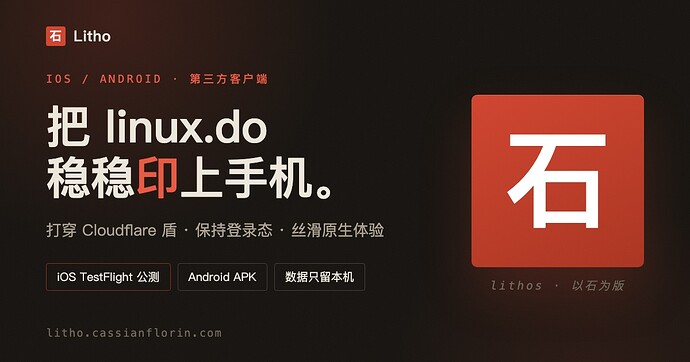 石 Litho
IOS / ANDROID · 第三方客户端
把 linux.do
稳稳印上手机。
打穿 Cloudflare 盾 · 保持登录态 · 丝滑原生体验
iOS TestFlight 公测 Android APK 数据只留本机
litho.cassianflorin.com
石
lithos · 以石为版